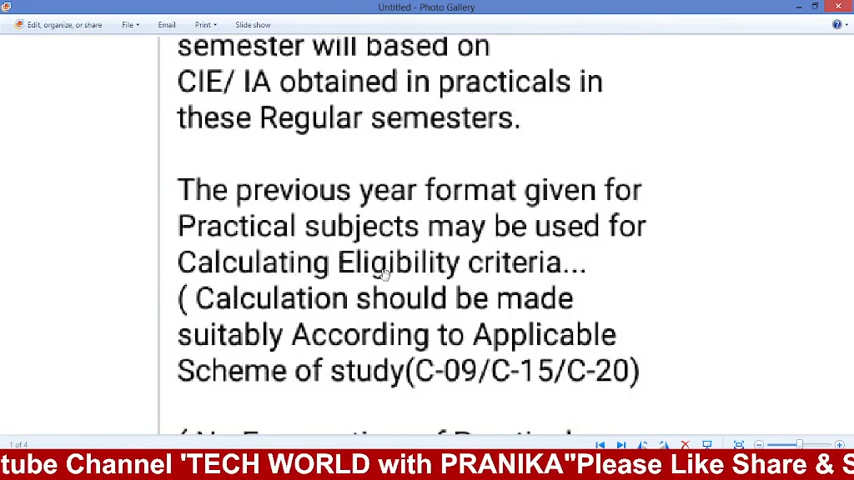 Untitled - Photo Gallery
Edit, organize, or share File Email Print Slide show
semester will based on
CIE/ IA obtained in practicals in
these Regular semesters.
The previous year format given for
Practical subjects may be used for
Calculating Eligibility criteria...
( Calculation should be made
suitably According to Applicable
Scheme of study(C-09/C-15/C-20)
1 of 4
tube Channel 'TECH WORLD with PRANIKA"Please Like Share & S